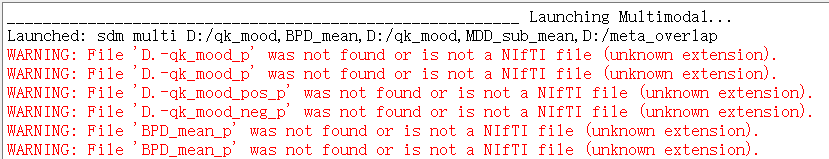 ____________________________________________________ Launching Multimodal...
Launched: sdm multi D:/qk_mood,BPD_mean,D:/qk_mood,MDD_sub_mean,D:/meta_overlap
WARNING: File 'D.-qk_mood_p' was not found or is not a NIfTI file (unknown extension).
WARNING: File 'D.-qk_mood_p' was not found or is not a NIfTI file (unknown extension).
WARNING: File 'D.-qk_mood_pos_p' was not found or is not a NIfTI file (unknown extension).
WARNING: File 'D.-qk_mood_neg_p' was not found or is not a NIfTI file (unknown extension).
WARNING: File 'BPD_mean_p' was not found or is not a NIfTI file (unknown extension).
WARNING: File 'BPD_mean_p' was not found or is not a NIfTI file (unknown extension).